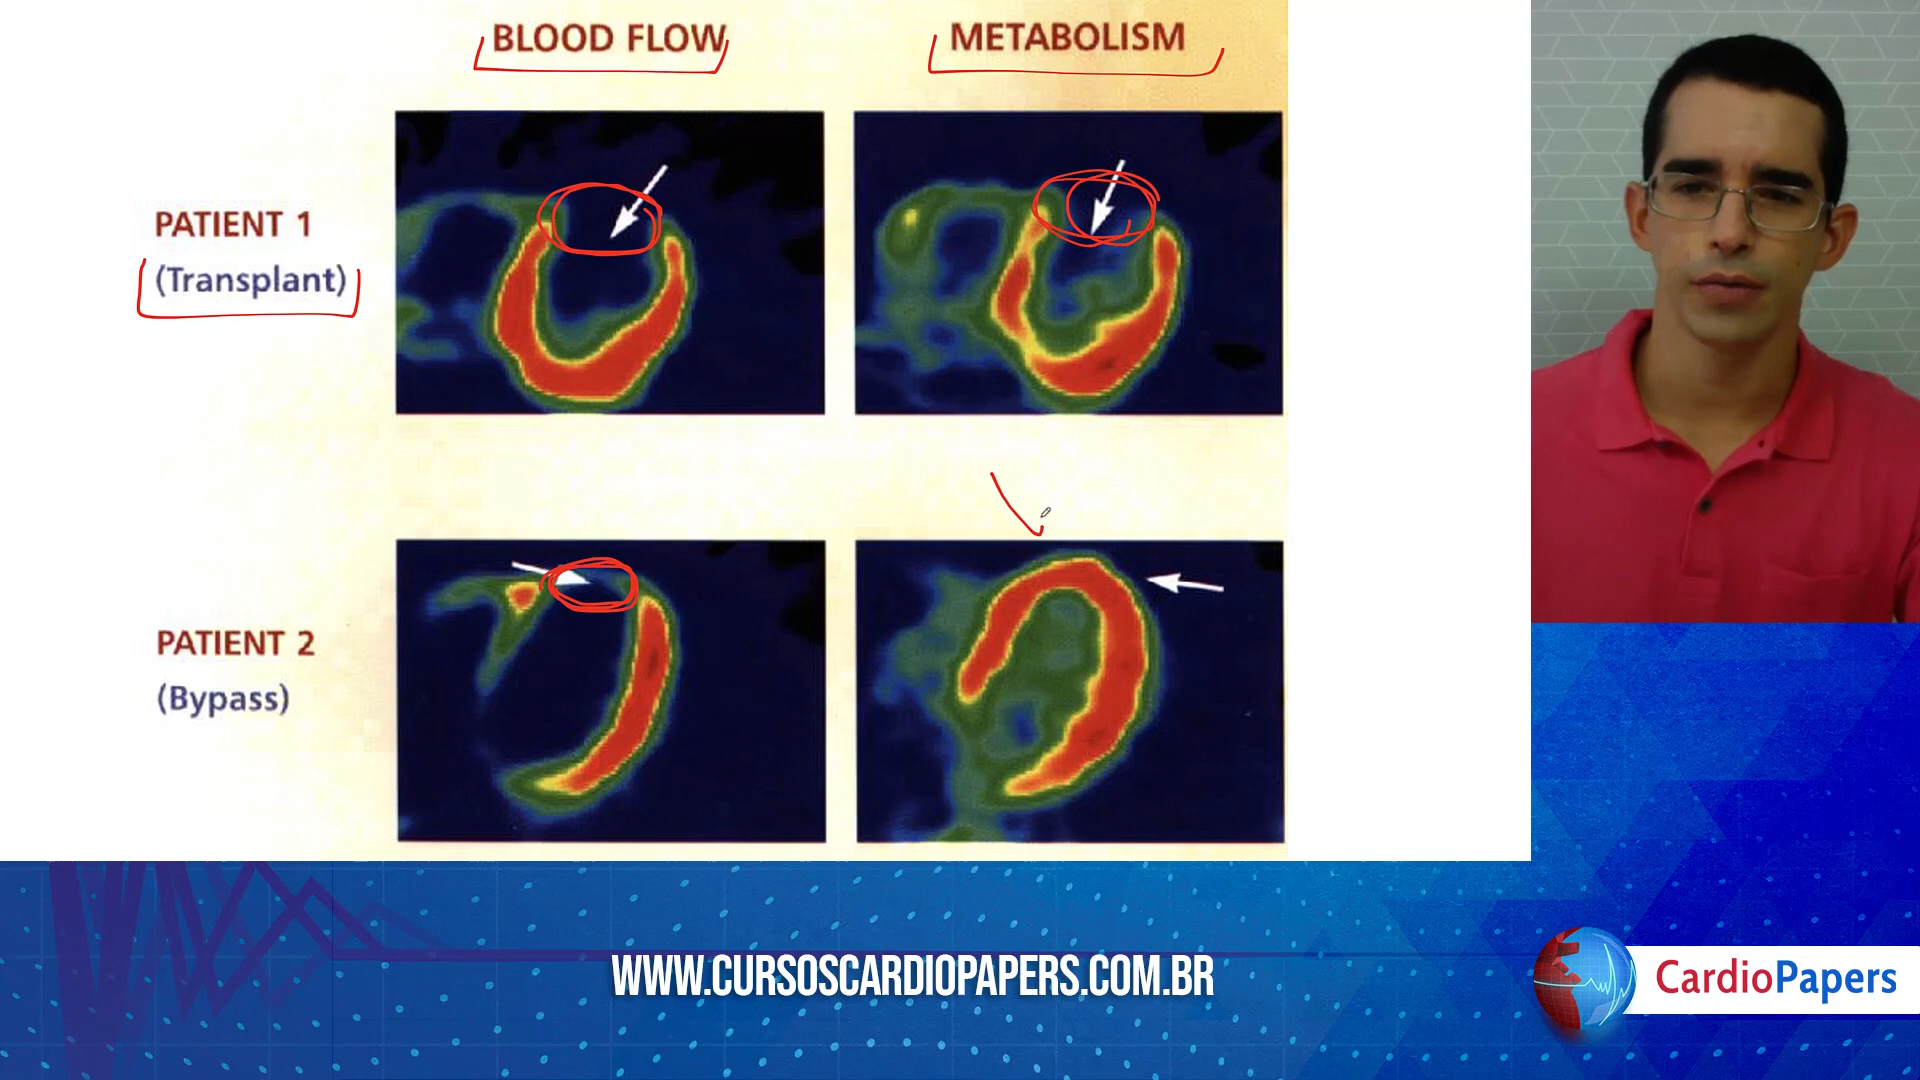 BLOOD FLOW
METABOLISM
PATIENT 1
(Transplant)
PATIENT 2
(Bypass)
WWW.CURSOSCARDIOPAPERS.COM.BR
CardioPapers